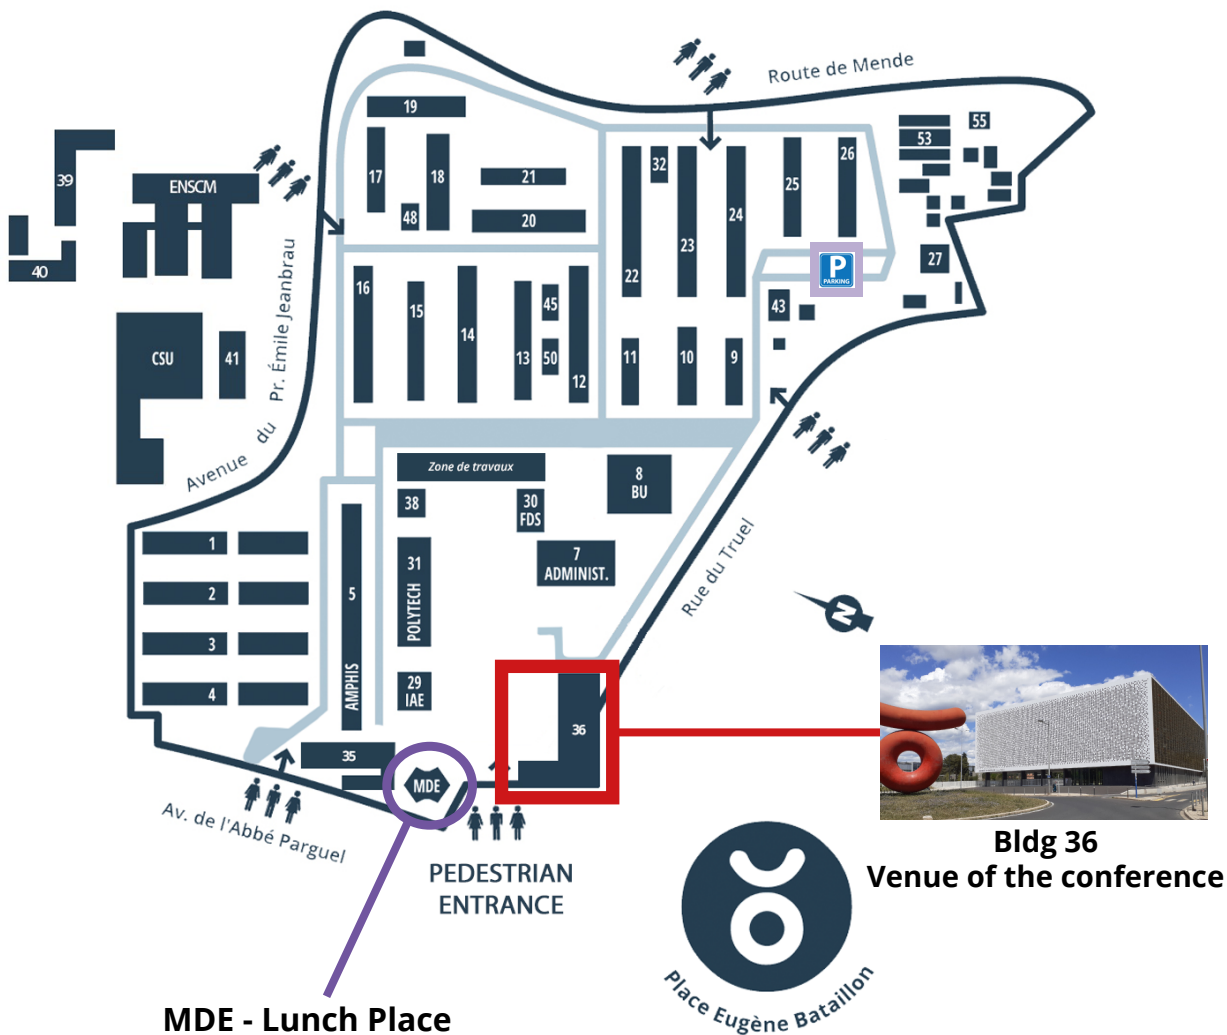 Route de Mende
19
55
53
39
17
18
32
26
ENSCM
21
25
48
20
24
23
40
22
P
PARKING
27
16
15
14
13
45
50
12
43
11
10
9
CSU
41
Avenue du Pr. Émile Jeanbrau
Zone de travaux
8
BU
38
30
FDS
1
31
POLYTECH
7
ADMINIST.
2
5
AMPHIS
3
4
29
IAE
Rue du Truel
N
36
35
MDE
Av. de l'Abbé Parguel
PEDESTRIAN
ENTRANCE
Bldg 36
Venue of the conference
Place Eugène Bataillon
MDE - Lunch Place